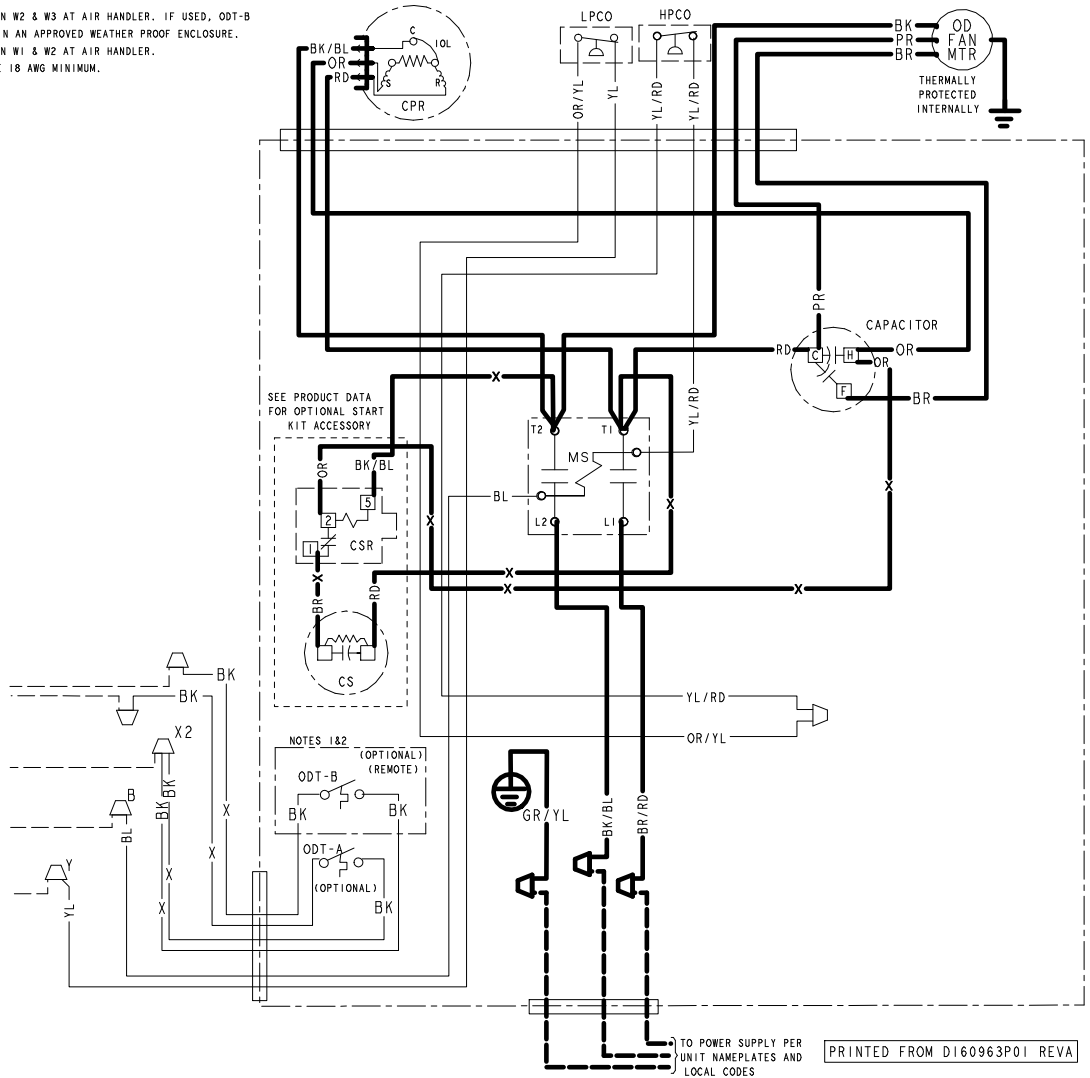 N W2 & W3 AT AIR HANDLER. IF USED, ODT-B
N AN APPROVED WEATHER PROOF ENCLOSURE.
N W1 & W2 AT AIR HANDLER.
18 AWG MINIMUM.
BK/BL
OR
RD
C
IOL
S
R
CPR
LPCO
HPCO
OR/YL
YL
YL/RD
YL/RD
BK
PR
BR
OD
FAN
MTR
THERMALLY
PROTECTED
INTERNALLY
PR
CAPACITOR
RD
C
H
OR
OR
F
BR
X
YL/RD
SEE PRODUCT DATA
FOR OPTIONAL START
KIT ACCESSORY
T2
T1
MS
BL
L2
L1
OR
BK/BL
5
2
1
CSR
X
X
X
X
X
X
X
BR
RD
CS
BK
BK
X2
BK
BK
B
BL
Y
YL
X
X
X
X
NOTES 1&2
(OPTIONAL)
(REMOTE)
ODT-B
BK
BK
ODT-A
(OPTIONAL)
BK
YL/RD
OR/YL
GR/YL
BK/BL
BR/RD
TO POWER SUPPLY PER
UNIT NAMEPLATES AND
LOCAL CODES
PRINTED FROM D160963P01 REVA